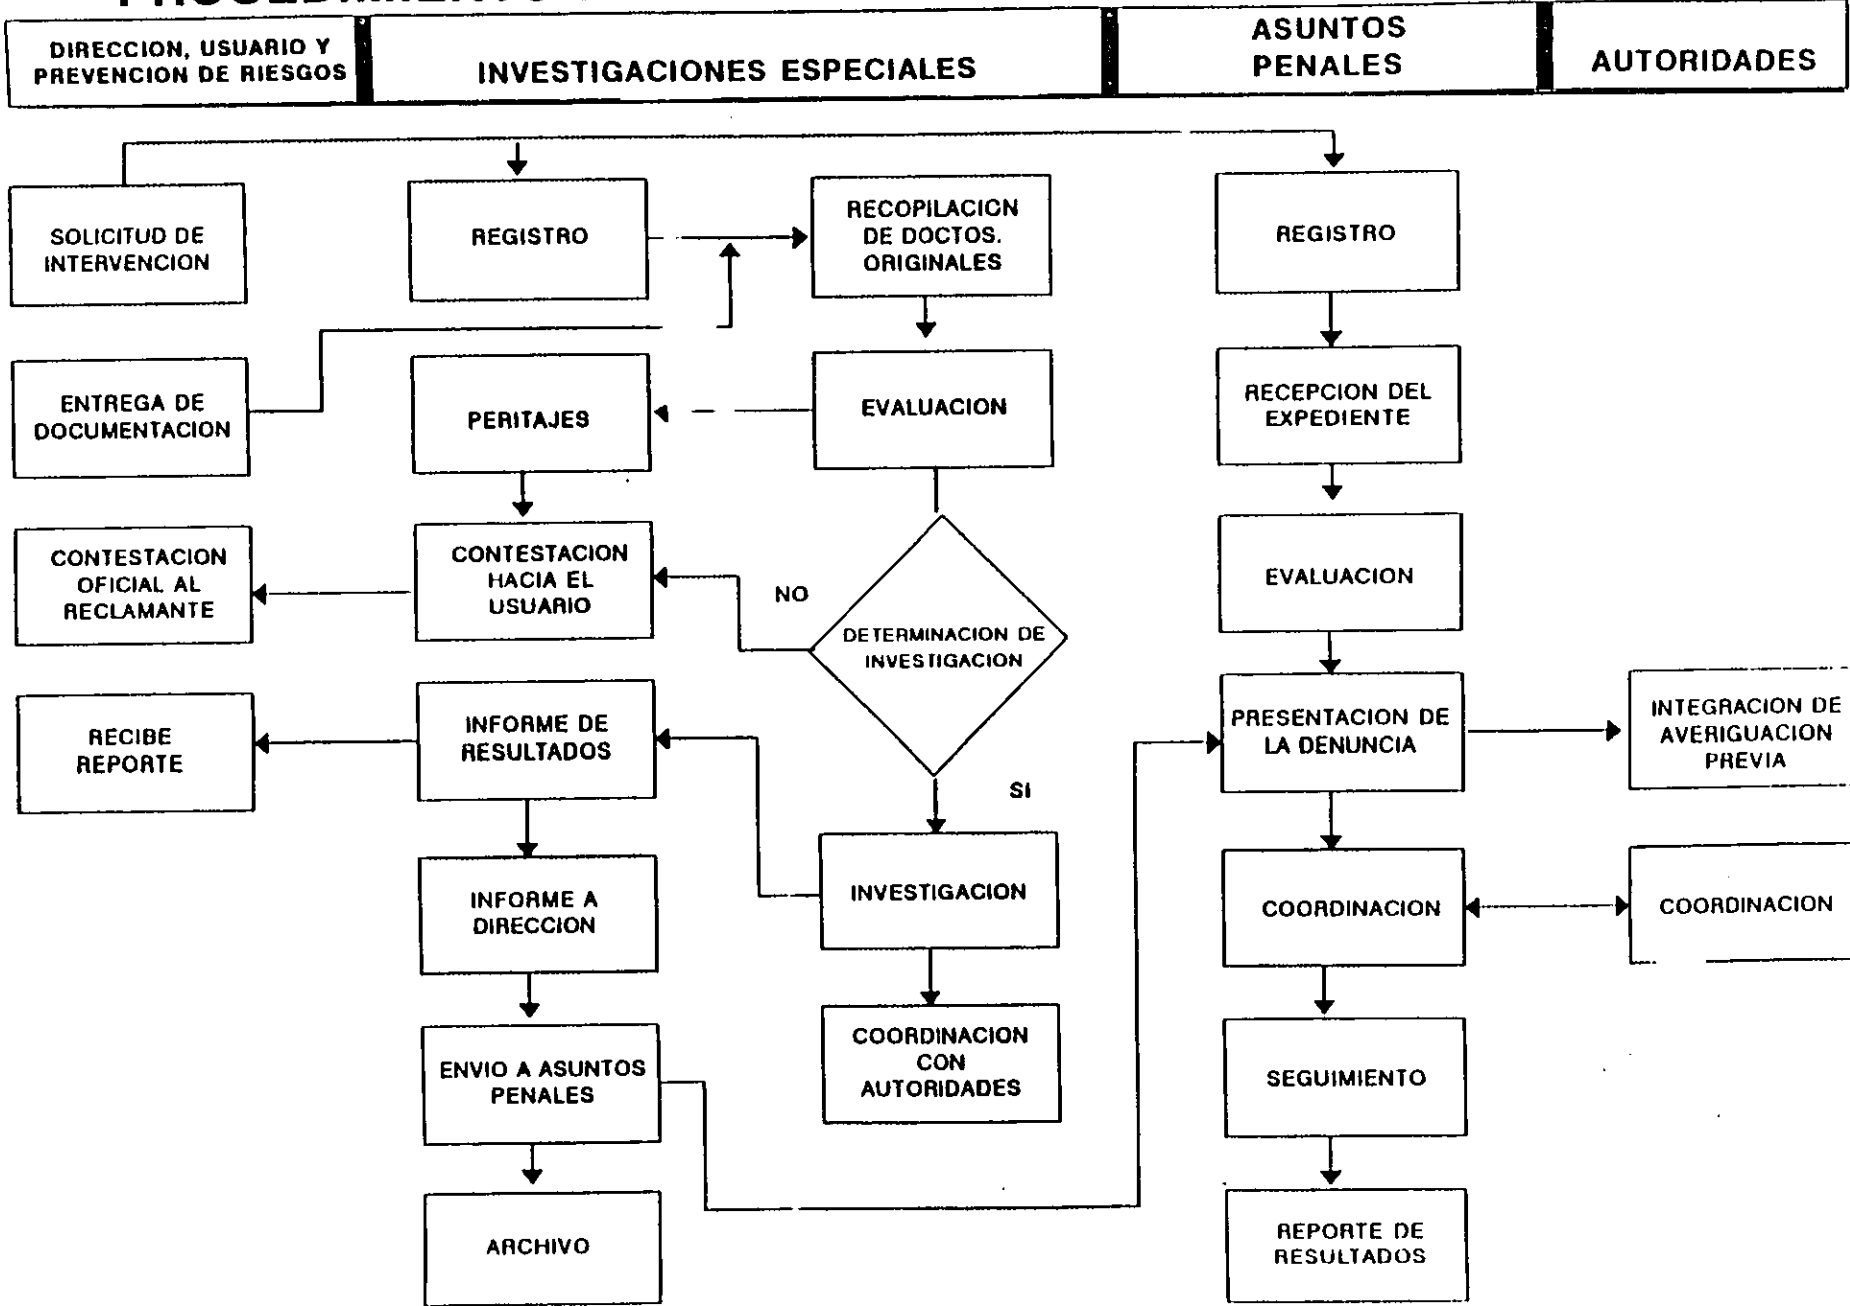 DIRECCION, USUARIO Y
PREVENCION DE RIESGOS
INVESTIGACIONES ESPECIALES
ASUNTOS
PENALES
AUTORIDADES
SOLICITUD DE
INTERVENCION
REGISTRO
RECOPILACION
DE DOCTOS.
ORIGINALES
REGISTRO
ENTREGA DE
DOCUMENTACION
PERITAJES
EVALUACION
RECEPCION DEL
EXPEDIENTE
CONTESTACION
OFICIAL AL
RECLAMANTE
CONTESTACION
HACIA EL
USUARIO
NO
DETERMINACION DE
INVESTIGACION
SI
EVALUACION
RECIBE
REPORTE
INFORME DE
RESULTADOS
PRESENTACION DE
LA DENUNCIA
INTEGRACION DE
AVERIGUACION
PREVIA
INFORME A
DIRECCION
INVESTIGACION
COORDINACION
COORDINACION
ENVIO A ASUNTOS
PENALES
COORDINACION
CON
AUTORIDADES
SEGUIMIENTO
ARCHIVO
REPORTE DE
RESULTADOS